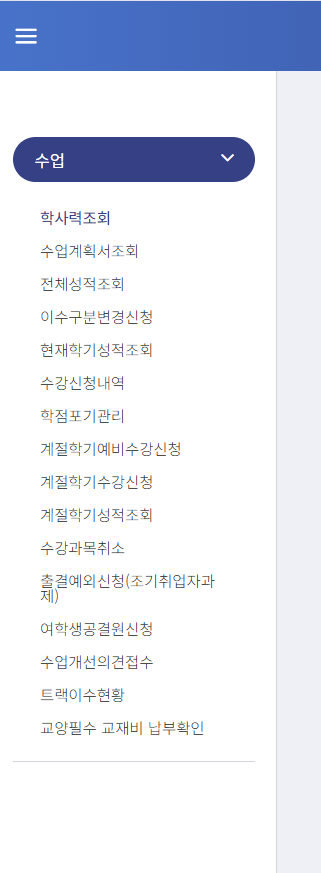 수업
학사력조회
수업계획서조회
전체성적조회
이수구분변경신청
현재학기성적조회
수강신청내역
학점포기관리
계절학기예비수강신청
계절학기수강신청
계절학기성적조회
수강과목취소
출결예외신청(조기취업자과
제)
여학생공결원신청
수업개선의견접수
트랙이수현황
교양필수 교재비 납부확인